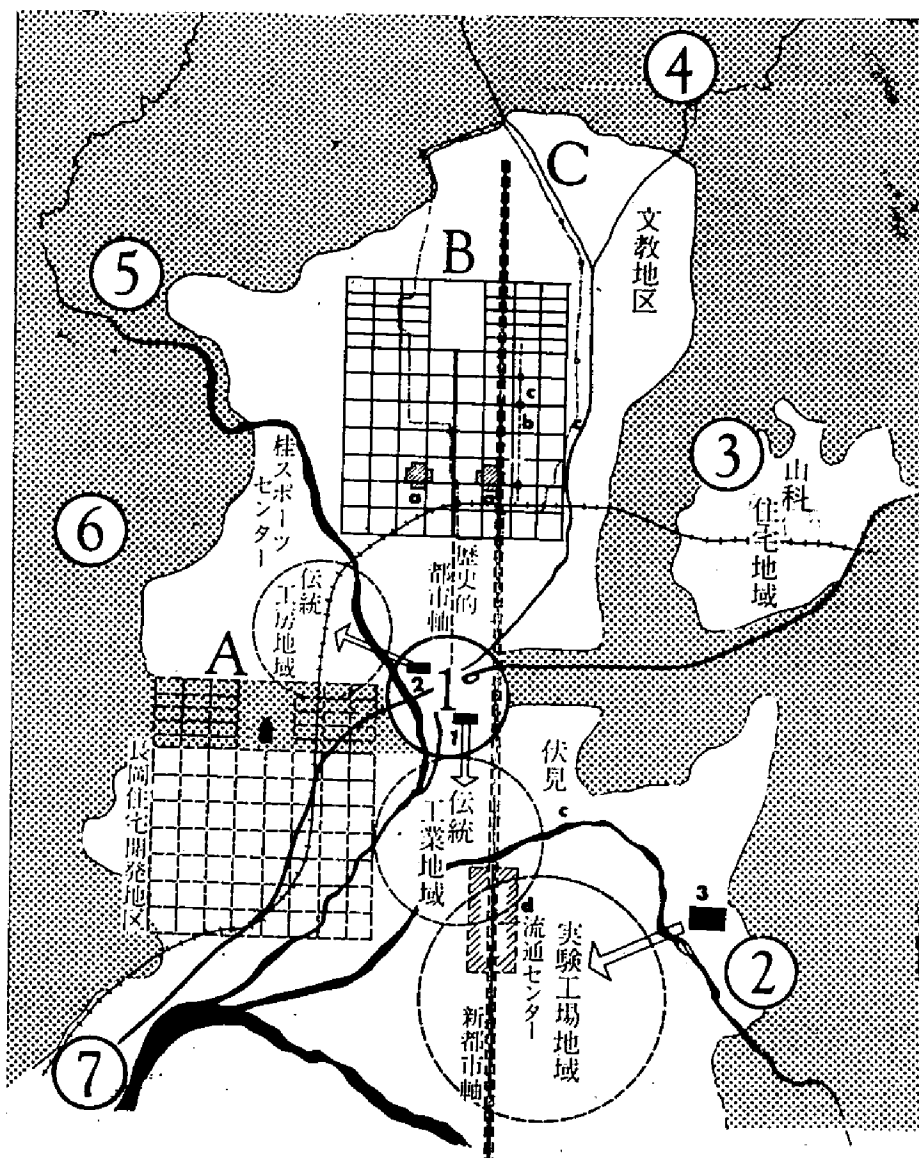 4
C
文教地区
B
5
c
b
3
山科
住宅地域
桂スポーツ
センター
6
a
a
c
歴史的
都市軸
伝統
工房地域
A
2
1
1
長岡住宅開発地区
伏見
c
伝統
工業地域
d
流通センター
実験工場地域
3
2
新都市軸
7